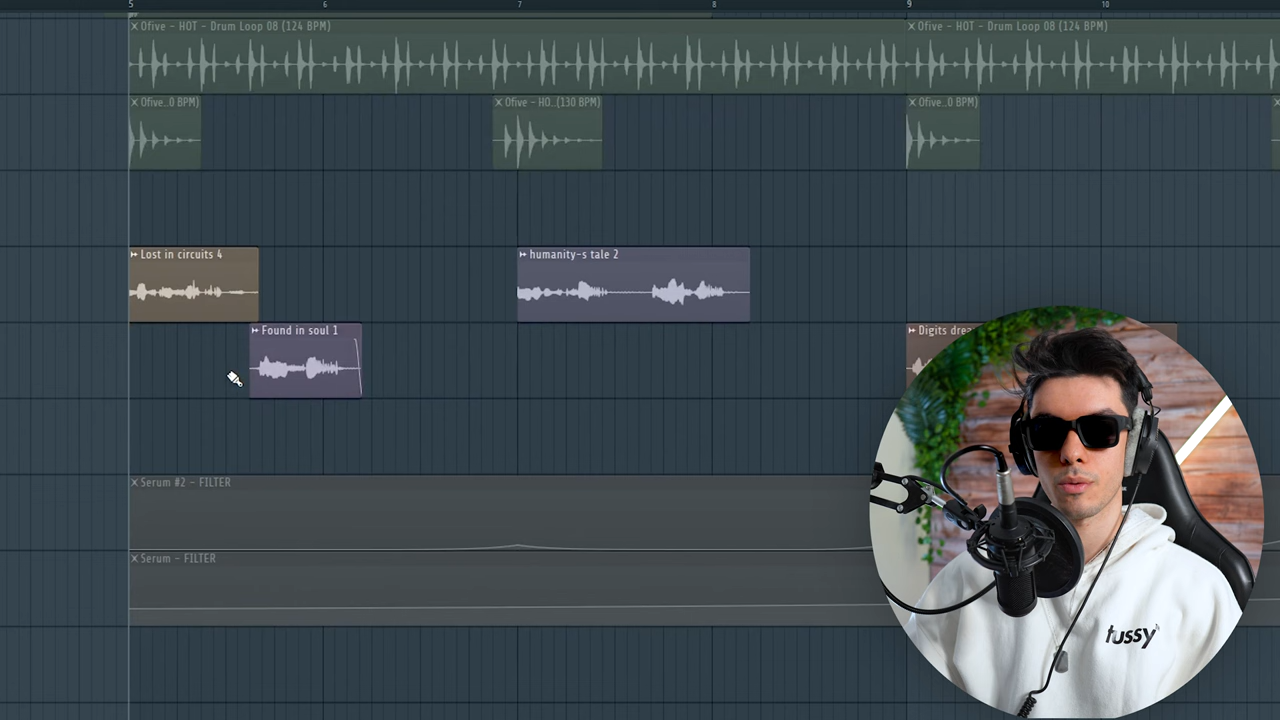 5 6 7 8 9 10
Ofive - HOT - Drum Loop 08 (124 BPM) Ofive - HOT - Drum Loop 08 (124 BPM)
Ofive..0 BPM) Ofive - HO..(130 BPM) Ofive..0 BPM)
Lost in circuits 4 humanity-s tale 2
Found in soul 1 Digits
Serum #2 - FILTER
Serum - FILTER
tussy